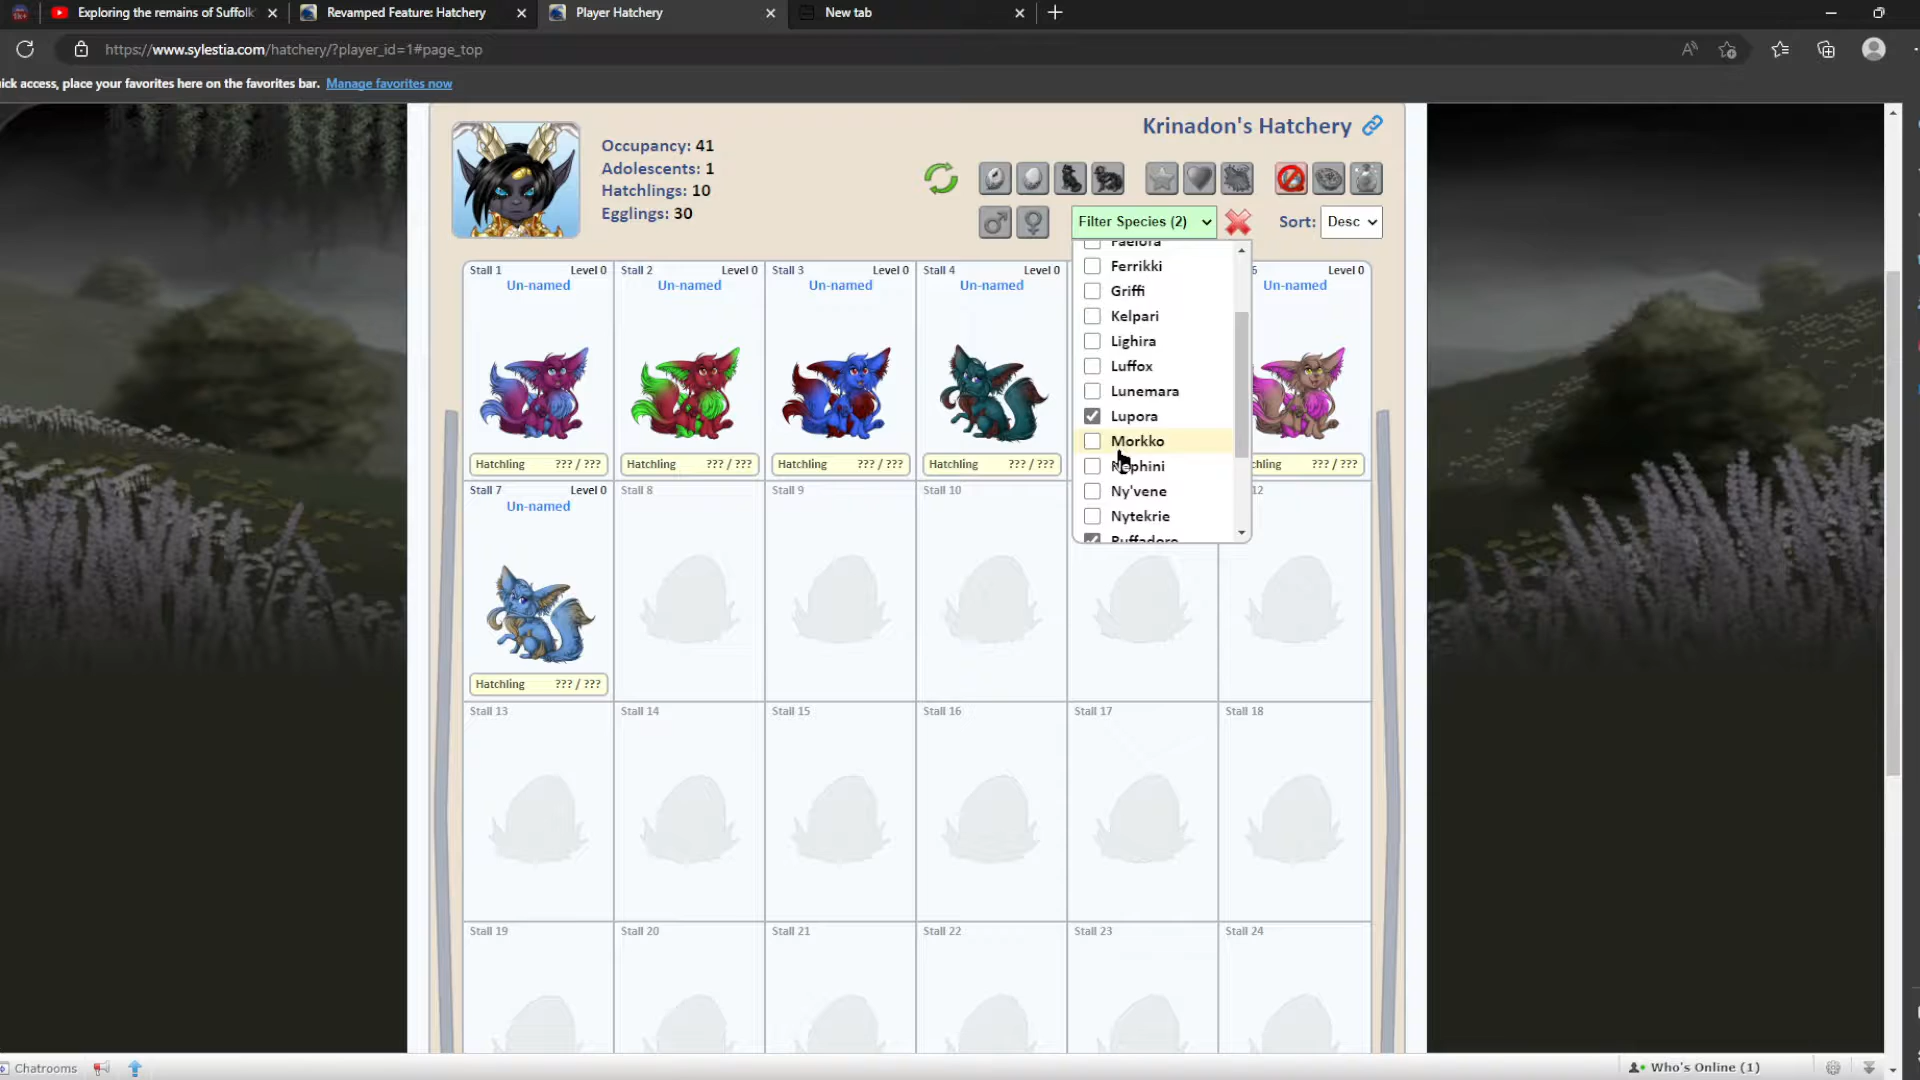 1k+
Exploring the remains of Suffolk
Revamped Feature: Hatchery
Player Hatchery
New tab
https://www.sylestia.com/hatchery/?player_id=1#page_top
ick access, place your favorites here on the favorites bar. Manage favorites now
Krinadon's Hatchery
Occupancy: 41
Adolescents: 1
Hatchlings: 10
Egglings: 30
Filter Species (2)
Sort: Desc
Faelora
Ferrikki
Griffi
Kelpari
Lighira
Luffox
Lunemara
Lupora
Morkko
Nephini
Ny'vene
Nytekrie
Puffadore
Stall 1 Level 0
Un-named
Hatchling ??? / ???
Stall 2 Level 0
Un-named
Hatchling ??? / ???
Stall 3 Level 0
Un-named
Hatchling ??? / ???
Stall 4 Level 0
Un-named
Hatchling ??? / ???
6 Level 0
Un-named
chling ??? / ???
Stall 7 Level 0
Un-named
Hatchling ??? / ???
Stall 8
Stall 9
Stall 10
12
Stall 13
Stall 14
Stall 15
Stall 16
Stall 17
Stall 18
Stall 19
Stall 20
Stall 21
Stall 22
Stall 23
Stall 24
Chatrooms
Who's Online (1)